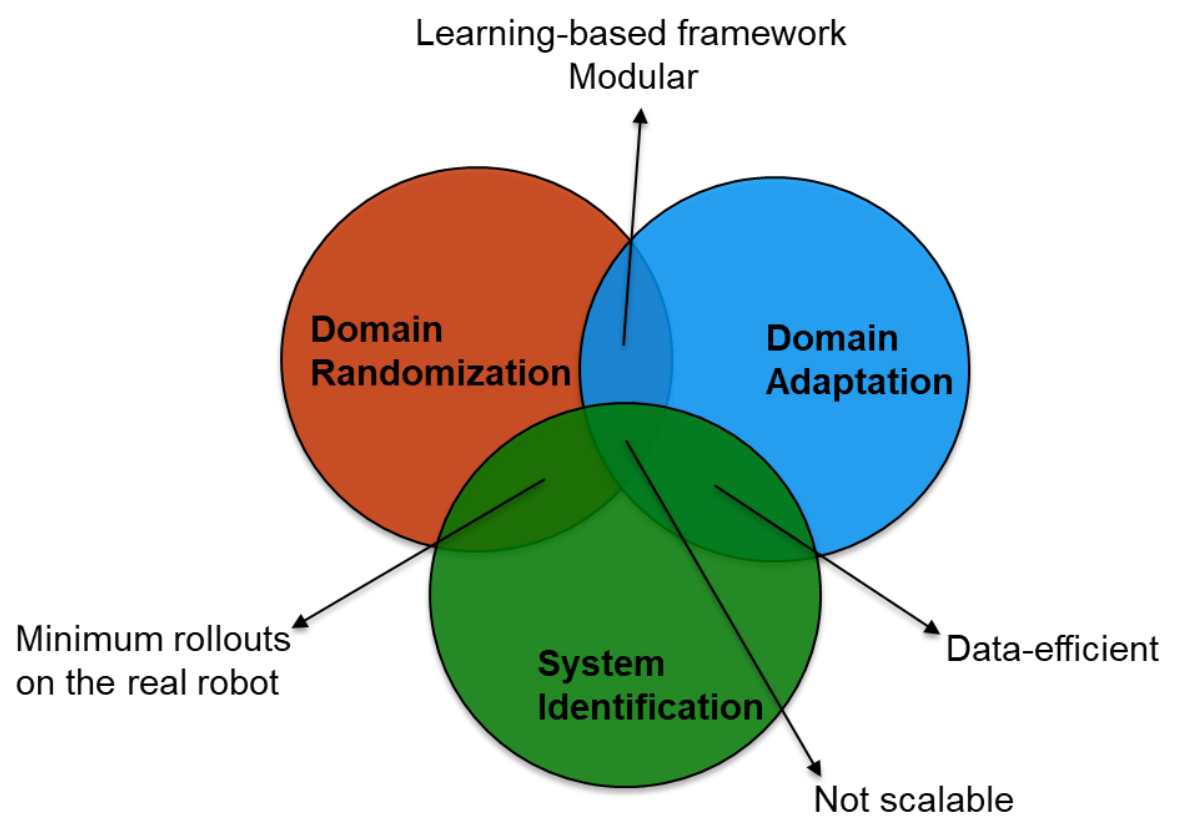 Learning-based framework
Modular
Domain
Randomization
Domain
Adaptation
Minimum rollouts
on the real robot
System
Identification
Data-efficient
Not scalable